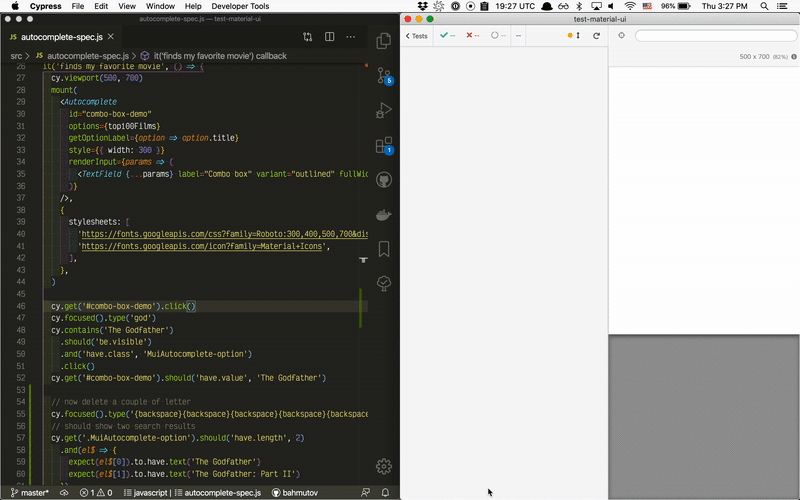 Cypress File Edit View Window Help Developer Tools 19:27 UTC 96% Thu 3:27 PM
autocomplete-spec.js — test-material-ui
test-material-ui
JS autocomplete-spec.js ×
src > JS autocomplete-spec.js > it('finds my favorite movie') callback
26 it('finds my favorite movie', () => {
27 cy.viewport(500, 700)
28 mount(
29 <Autocomplete
30 id="combo-box-demo"
31 options={top100Films}
32 getOptionLabel={option => option.title}
33 style={{ width: 300 }}
34 renderInput={params => (
35 <TextField {...params} label="Combo box" variant="outlined" fullWid
36 )}
37 />,
38 {
39 stylesheets: [
40 'https://fonts.googleapis.com/css?family=Roboto:300,400,500,700&dis
41 'https://fonts.googleapis.com/icon?family=Material+Icons',
42 ],
43 },
44 )
45
46 cy.get('#combo-box-demo').click()
47 cy.focused().type('god')
48 cy.contains('The Godfather')
49 .should('be.visible')
50 .and('have.class', 'MuiAutocomplete-option')
51 .click()
52 cy.get('#combo-box-demo').should('have.value', 'The Godfather')
53
54 // now delete a couple of letter
55 cy.focused().type('{backspace}{backspace}{backspace}{backspace}{backspace
56 // should show two search results
57 cy.get('.MuiAutocomplete-option').should('have.length', 2)
58 .and(el$ => {
59 expect(el$[0]).to.have.text('The Godfather')
60 expect(el$[1]).to.have.text('The Godfather: Part II')
5
1
master* 1 0 javascript | autocomplete-spec.js bahmutov
< Tests -- -- -- --
500 x 700 (82%)